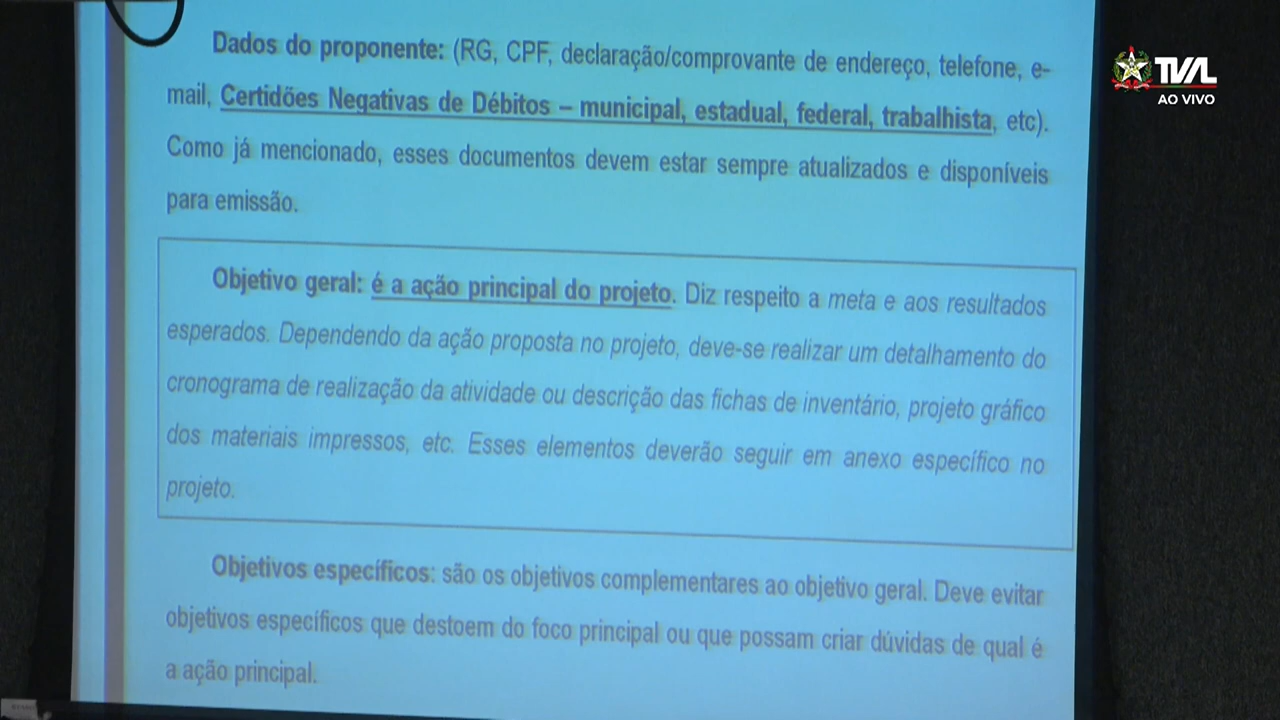 Dados do proponente: (RG, CPF, declaração/comprovante de endereço, telefone, e-
mail, Certidões Negativas de Débitos – municipal, estadual, federal, trabalhista, etc).
Como já mencionado, esses documentos devem estar sempre atualizados e disponíveis
para emissão.
Objetivo geral: é a ação principal do projeto. Diz respeito a meta e aos resultados
esperados. Dependendo da ação proposta no projeto, deve-se realizar um detalhamento do
cronograma de realização da atividade ou descrição das fichas de inventário, projeto gráfico
dos materiais impressos, etc. Esses elementos deverão seguir em anexo específico no
projeto.
Objetivos específicos: são os objetivos complementares ao objetivo geral. Deve evitar
objetivos específicos que destoem do foco principal ou que possam criar dúvidas de qual é
a ação principal.
TVAL
AO VIVO